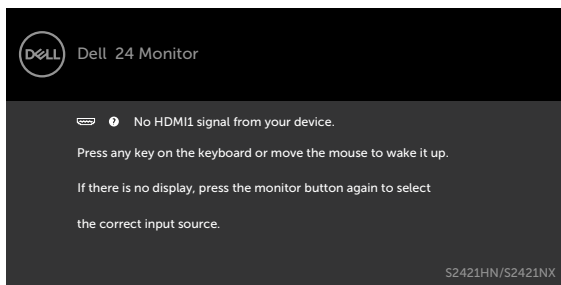 DELL Dell 24 Monitor
? No HDMI1 signal from your device.
Press any key on the keyboard or move the mouse to wake it up.
If there is no display, press the monitor button again to select
the correct input source.
S2421HN/S2421NX